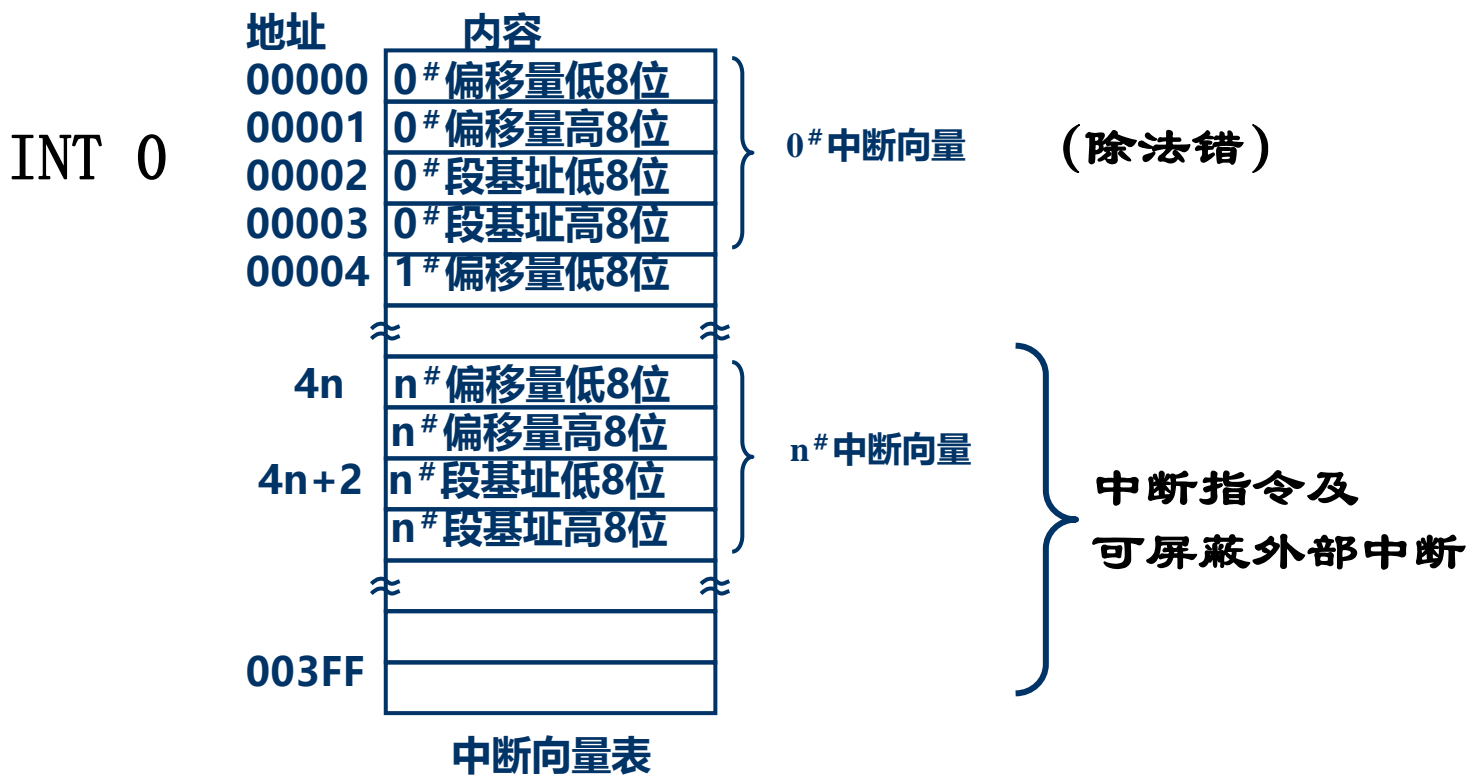 地址 内容
00000 0#偏移量低8位
00001 0#偏移量高8位
INT 0 0#中断向量 (除法错)
00002 0#段基址低8位
00003 0#段基址高8位
00004 1#偏移量低8位
4n n#偏移量低8位
n#偏移量高8位
n#中断向量
4n+2 n#段基址低8位
中断指令及
n#段基址高8位
可屏蔽外部中断
003FF
中断向量表